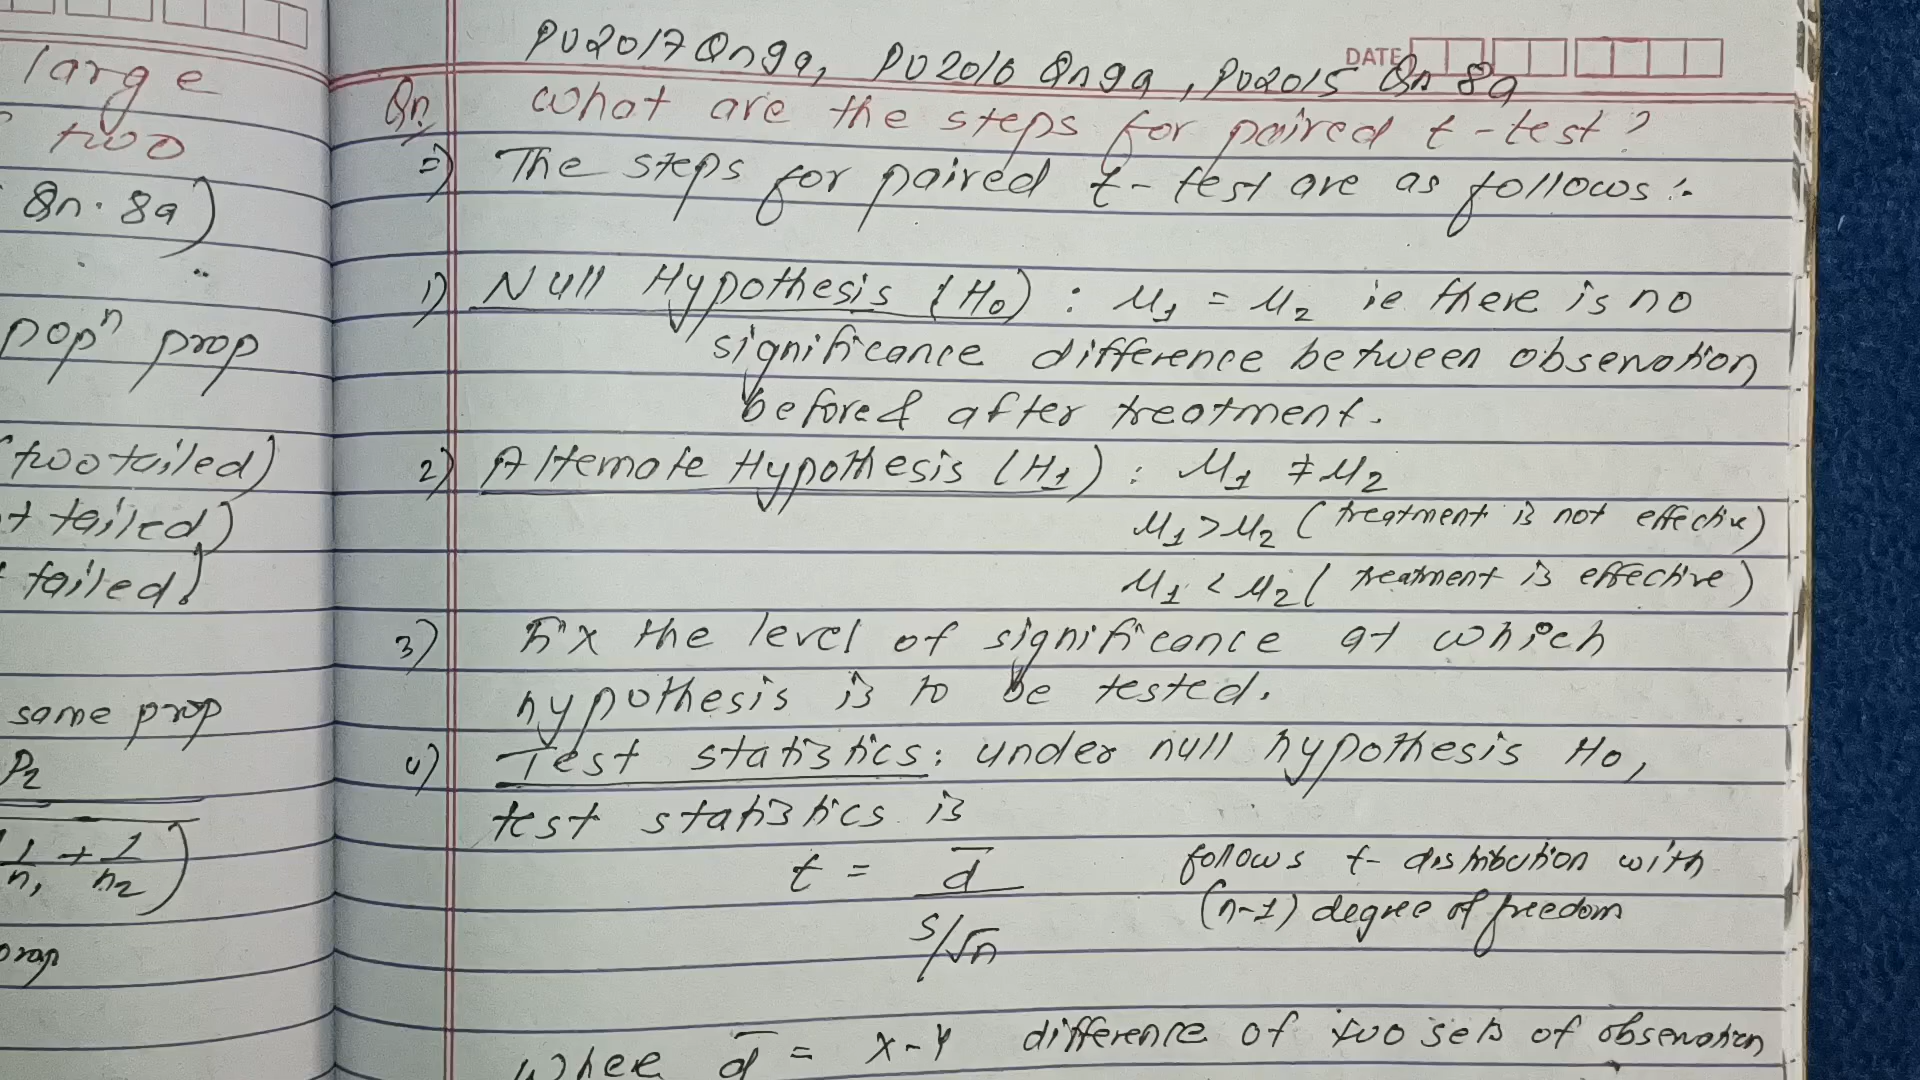 large
two
Qn. 8a)
popⁿ prop
(two tailed)
t tailed)
t tailed)
same prop
P2
1/n1 + 1/n2)
prop
DATE
PU2017 Qn9a, PU2016 Qn9a, PU2015 Qn 8a
Qn. What are the steps for paired t-test?
=) The steps for paired t-test are as follows:-
1) Null Hypothesis (H0) : μ1 = μ2 ie there is no
significance difference between observation
before & after treatment.
2) Alternate Hypothesis (H1) : μ1 ≠ μ2
μ1 > μ2 (treatment is not effective)
μ1 < μ2 (treatment is effective)
3) Fix the level of significance at which
hypothesis is to be tested.
4) Test statistics: under null hypothesis H0,
test statistics is
t = d̄ / S/√n follows t-distribution with
(n-1) degree of freedom
Where d̄ = x-y difference of two sets of observation